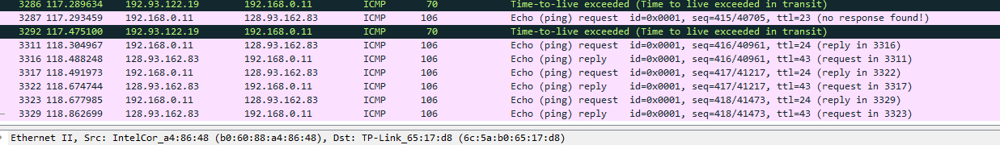 3286 117.289634 192.93.122.19 192.168.0.11 ICMP 70 Time-to-live exceeded (Time to live exceeded in transit)
3287 117.293459 192.168.0.11 128.93.162.83 ICMP 106 Echo (ping) request id=0x0001, seq=415/40705, ttl=23 (no response found!)
3292 117.475100 192.93.122.19 192.168.0.11 ICMP 70 Time-to-live exceeded (Time to live exceeded in transit)
3311 118.304967 192.168.0.11 128.93.162.83 ICMP 106 Echo (ping) request id=0x0001, seq=416/40961, ttl=24 (reply in 3316)
3316 118.488248 128.93.162.83 192.168.0.11 ICMP 106 Echo (ping) reply id=0x0001, seq=416/40961, ttl=43 (request in 3311)
3317 118.491973 192.168.0.11 128.93.162.83 ICMP 106 Echo (ping) request id=0x0001, seq=417/41217, ttl=24 (reply in 3322)
3322 118.674744 128.93.162.83 192.168.0.11 ICMP 106 Echo (ping) reply id=0x0001, seq=417/41217, ttl=43 (request in 3317)
3323 118.677985 192.168.0.11 128.93.162.83 ICMP 106 Echo (ping) request id=0x0001, seq=418/41473, ttl=24 (reply in 3329)
3329 118.862699 128.93.162.83 192.168.0.11 ICMP 106 Echo (ping) reply id=0x0001, seq=418/41473, ttl=43 (request in 3323)
Ethernet II, Src: IntelCor_a4:86:48 (b0:60:88:a4:86:48), Dst: TP-Link_65:17:d8 (6c:5a:b0:65:17:d8)